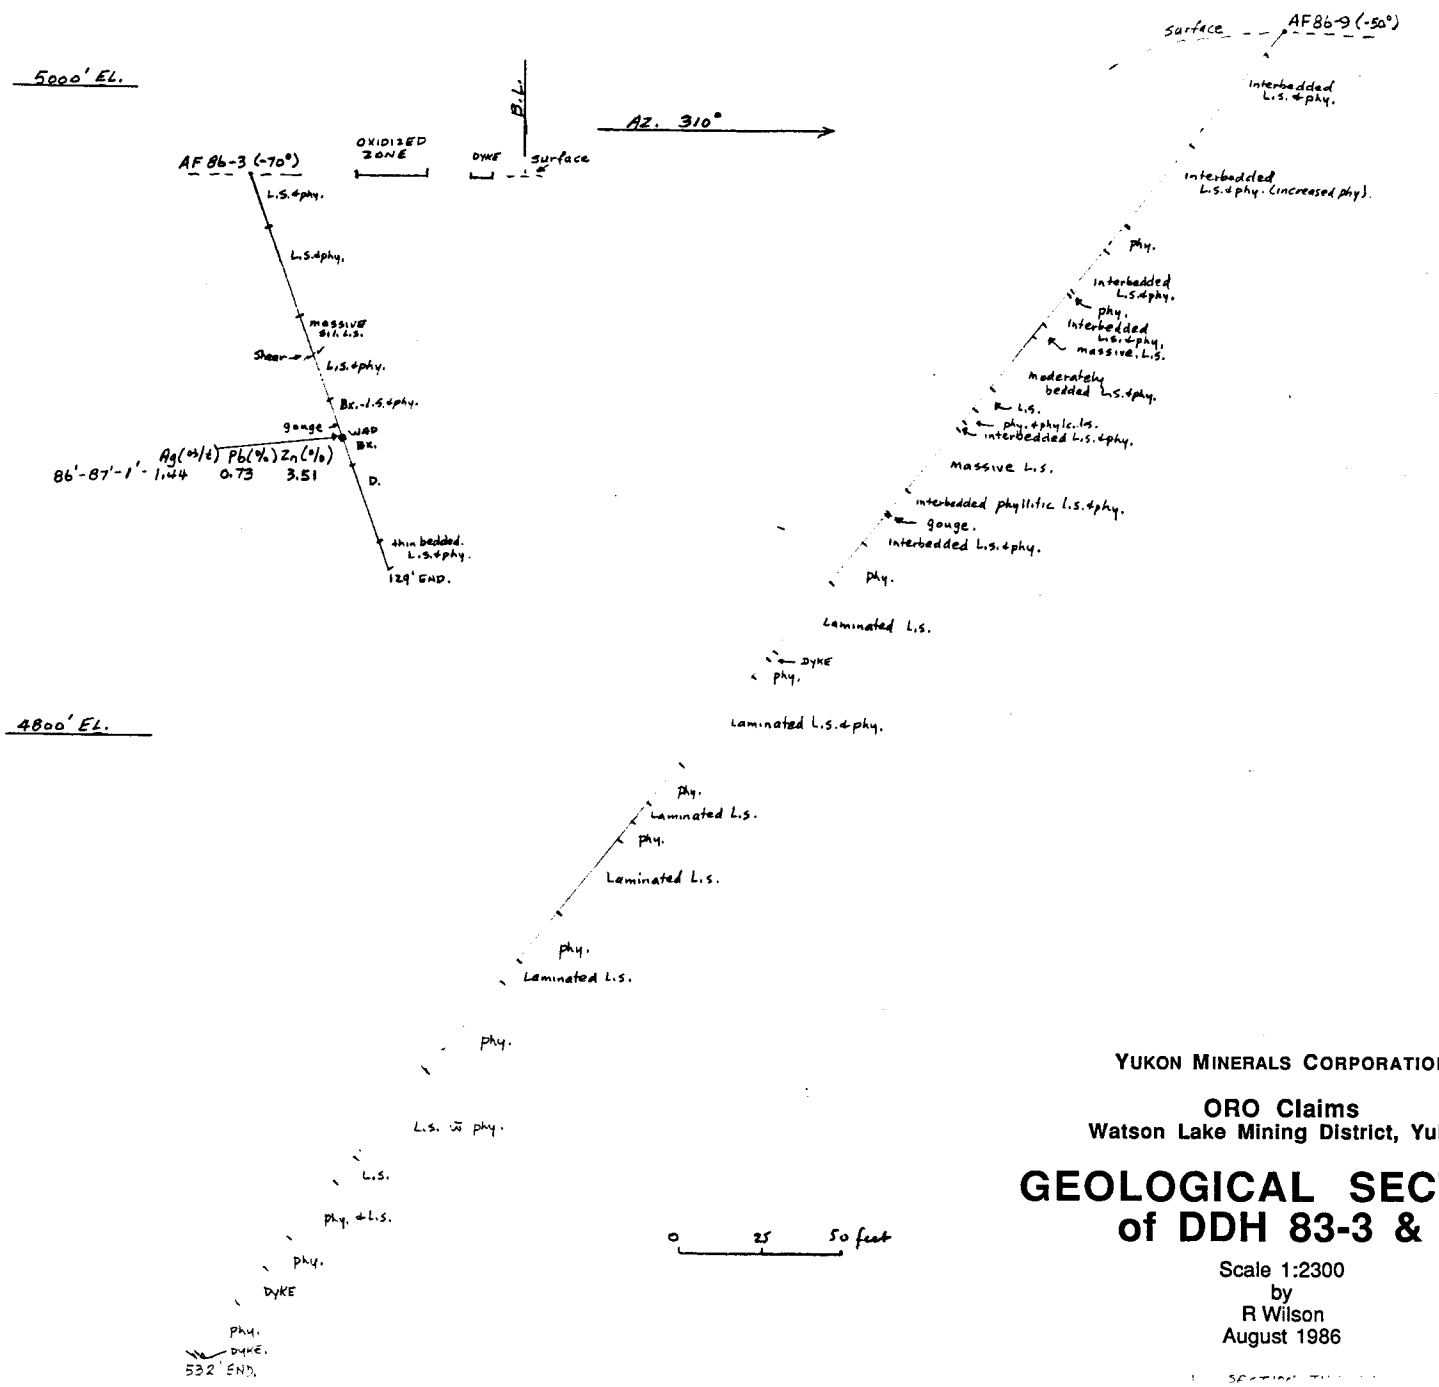 surface
AF86-9 (-50°)
5000' EL.
Interbedded
L.S. & phy.
B.L.
AZ. 310°
OXIDIZED
ZONE
DYKE
surface
AF 86-3 (-70°)
L.S. & phy.
L.S. & phy.
massive
sil. L.S.
Shear
L.S. & phy.
Bx.-L.S. & phy.
gouge
WAD
Bx.
Ag(oz/t) Pb(%) Zn(%)
86'-87'-1'- 1.44 0.73 3.51
D.
thin bedded.
L.S. & phy.
129' END.
interbedded
L.S. & phy. (increased phy).
phy.
interbedded
L.S. & phy.
phy.
interbedded
L.S. & phy.
massive. L.S.
moderately
bedded L.S. & phy.
L.S.
phy. & phylc. l.s.
interbedded L.S. & phy.
massive L.S.
interbedded phyllitic L.S. & phy.
gouge.
interbedded L.S. & phy.
phy.
Laminated L.S.
DYKE
phy.
4800' EL.
Laminated L.S. & phy.
phy.
Laminated L.S.
phy.
Laminated L.S.
phy.
Laminated L.S.
phy.
L.S. w̄ phy.
L.S.
phy. & L.S.
phy.
DYKE
phy.
DYKE.
532' END.
0 25 50 feet
YUKON MINERALS CORPORATIO
ORO Claims
Watson Lake Mining District, Yu
GEOLOGICAL SEC
of DDH 83-3 &
Scale 1:2300
by
R Wilson
August 1986